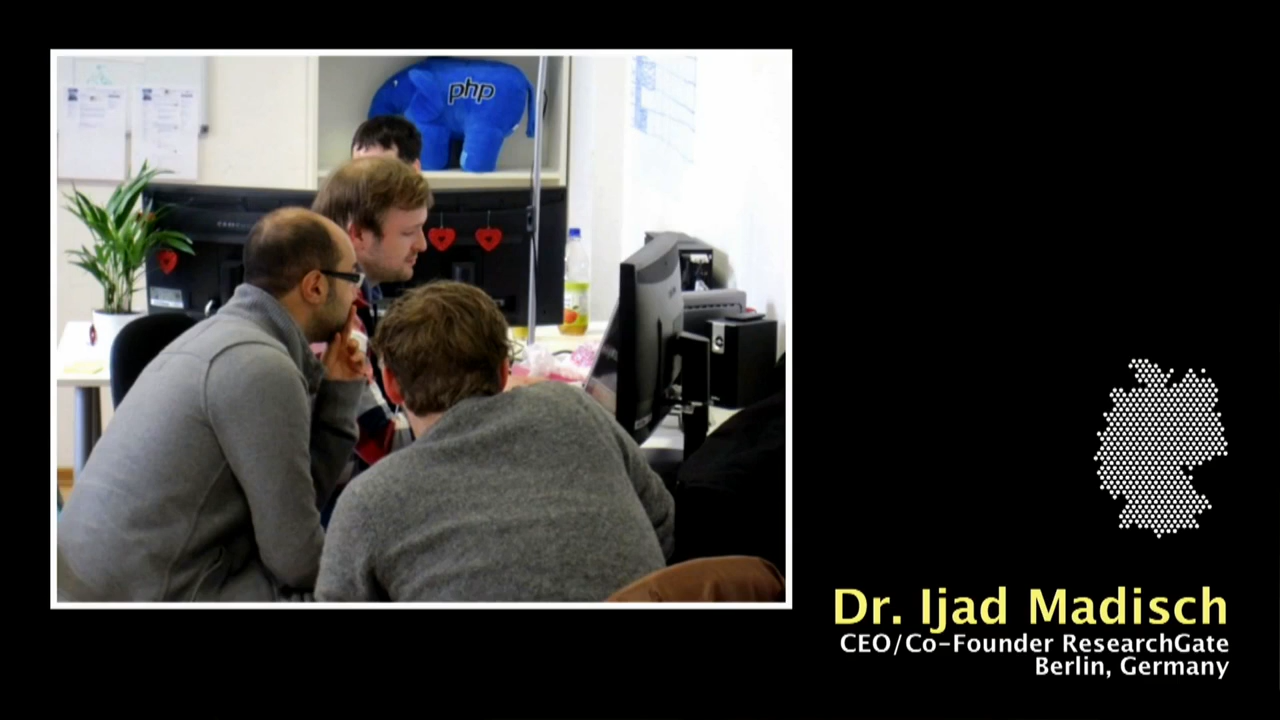 php
Dr. Ijad Madisch
CEO/Co-Founder ResearchGate
Berlin, Germany